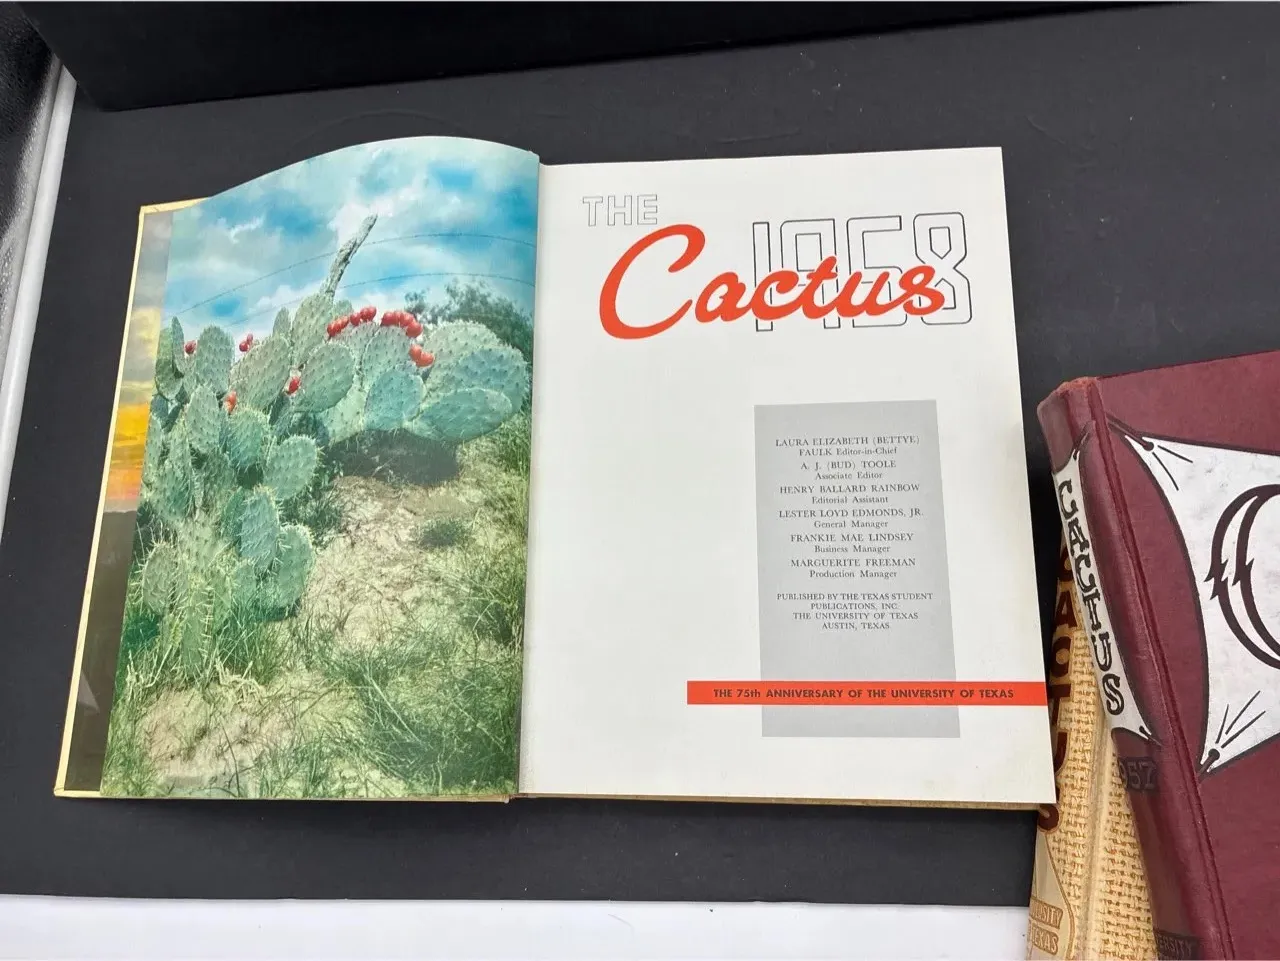 THE
1958
Cactus
LAURA ELIZABETH (BETTYE)
FAULK Editor-in-Chief
A. J. (BUD) TOOLE
Associate Editor
HENRY BALLARD RAINBOW
Editorial Assistant
LESTER LOYD EDMONDS, JR.
General Manager
FRANKIE MAE LINDSEY
Business Manager
MARGUERITE FREEMAN
Production Manager
PUBLISHED BY THE TEXAS STUDENT
PUBLICATIONS, INC.
THE UNIVERSITY OF TEXAS
AUSTIN, TEXAS
THE 75th ANNIVERSARY OF THE UNIVERSITY OF TEXAS
CACTUS
1957